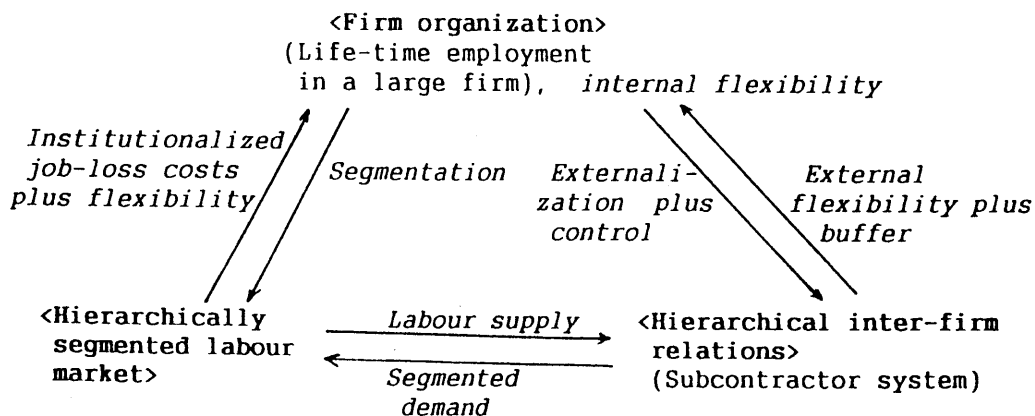 <Firm organization>
(Life-time employment
in a large firm), internal flexibility
Institutionalized
job-loss costs
plus flexibility
Segmentation
Externali-
zation plus
control
External
flexibility plus
buffer
<Hierarchically
segmented labour
market>
Labour supply
Segmented
demand
<Hierarchical inter-firm
relations>
(Subcontractor system)